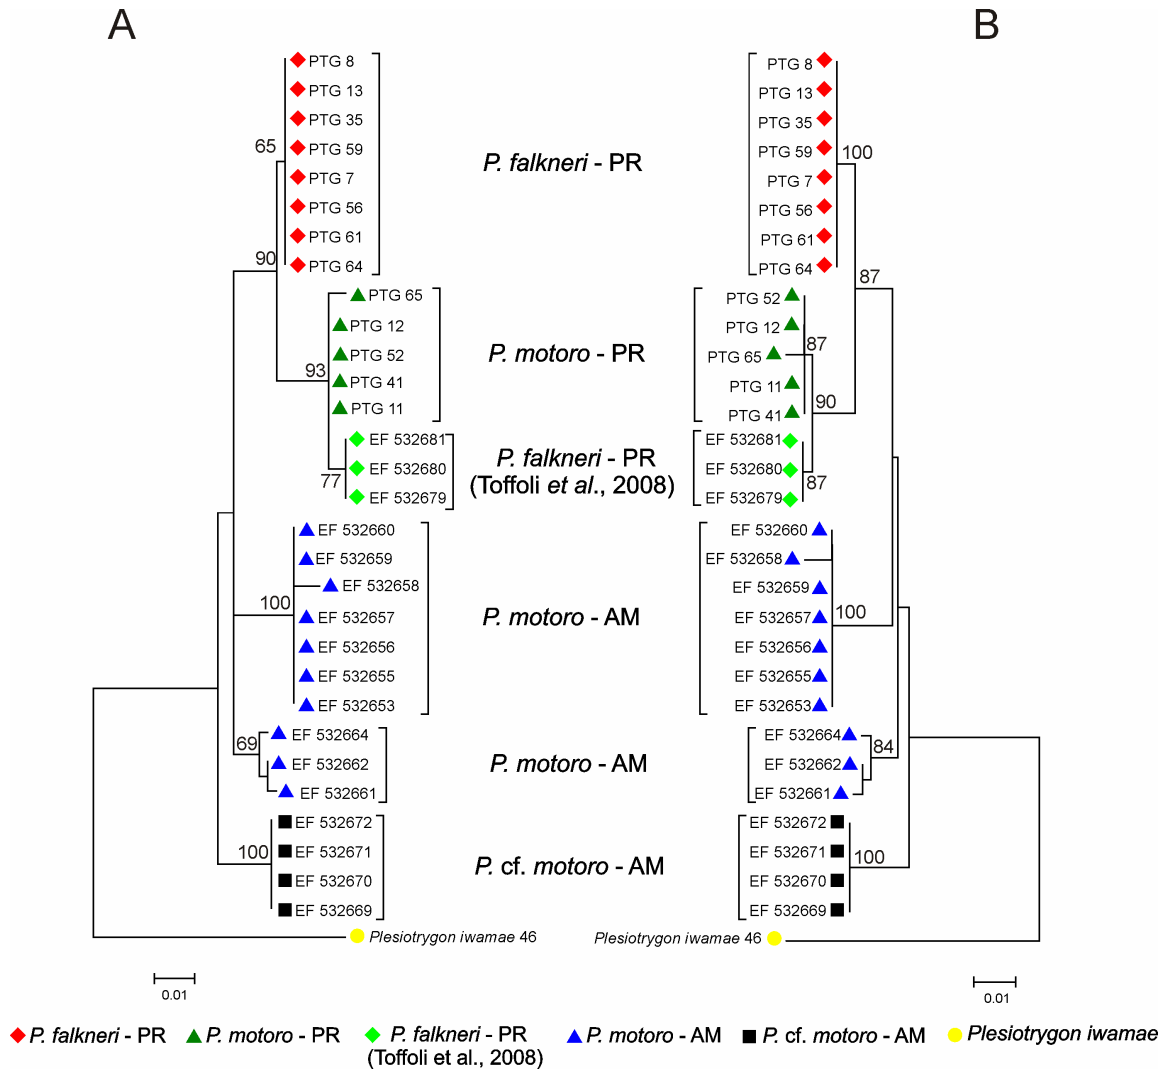 A
B
PTG 8
PTG 13
PTG 35
65
PTG 59
PTG 7
PTG 56
PTG 61
90
PTG 64
PTG 65
PTG 12
PTG 52
93
PTG 41
PTG 11
EF 532681
EF 532680
77
EF 532679
EF 532660
EF 532659
EF 532658
100
EF 532657
EF 532656
EF 532655
EF 532653
69
EF 532664
EF 532662
EF 532661
EF 532672
100
EF 532671
EF 532670
EF 532669
Plesiotrygon iwamae 46
0.01
P. falkneri - PR
P. motoro - PR
P. falkneri - PR
(Toffoli et al., 2008)
P. motoro - AM
P. motoro - AM
P. cf. motoro - AM
PTG 8
PTG 13
PTG 35
PTG 59
100
PTG 7
PTG 56
PTG 61
PTG 64
87
PTG 52
PTG 12
87
PTG 65
PTG 11
90
PTG 41
EF 532681
EF 532680
87
EF 532679
EF 532660
EF 532658
EF 532659
100
EF 532657
EF 532656
EF 532655
EF 532653
EF 532664
84
EF 532662
EF 532661
EF 532672
EF 532671
100
EF 532670
EF 532669
Plesiotrygon iwamae 46
0.01
P. falkneri - PR
P. motoro - PR
P. falkneri - PR
(Toffoli et al., 2008)
P. motoro - AM
P. cf. motoro - AM
Plesiotrygon iwamae